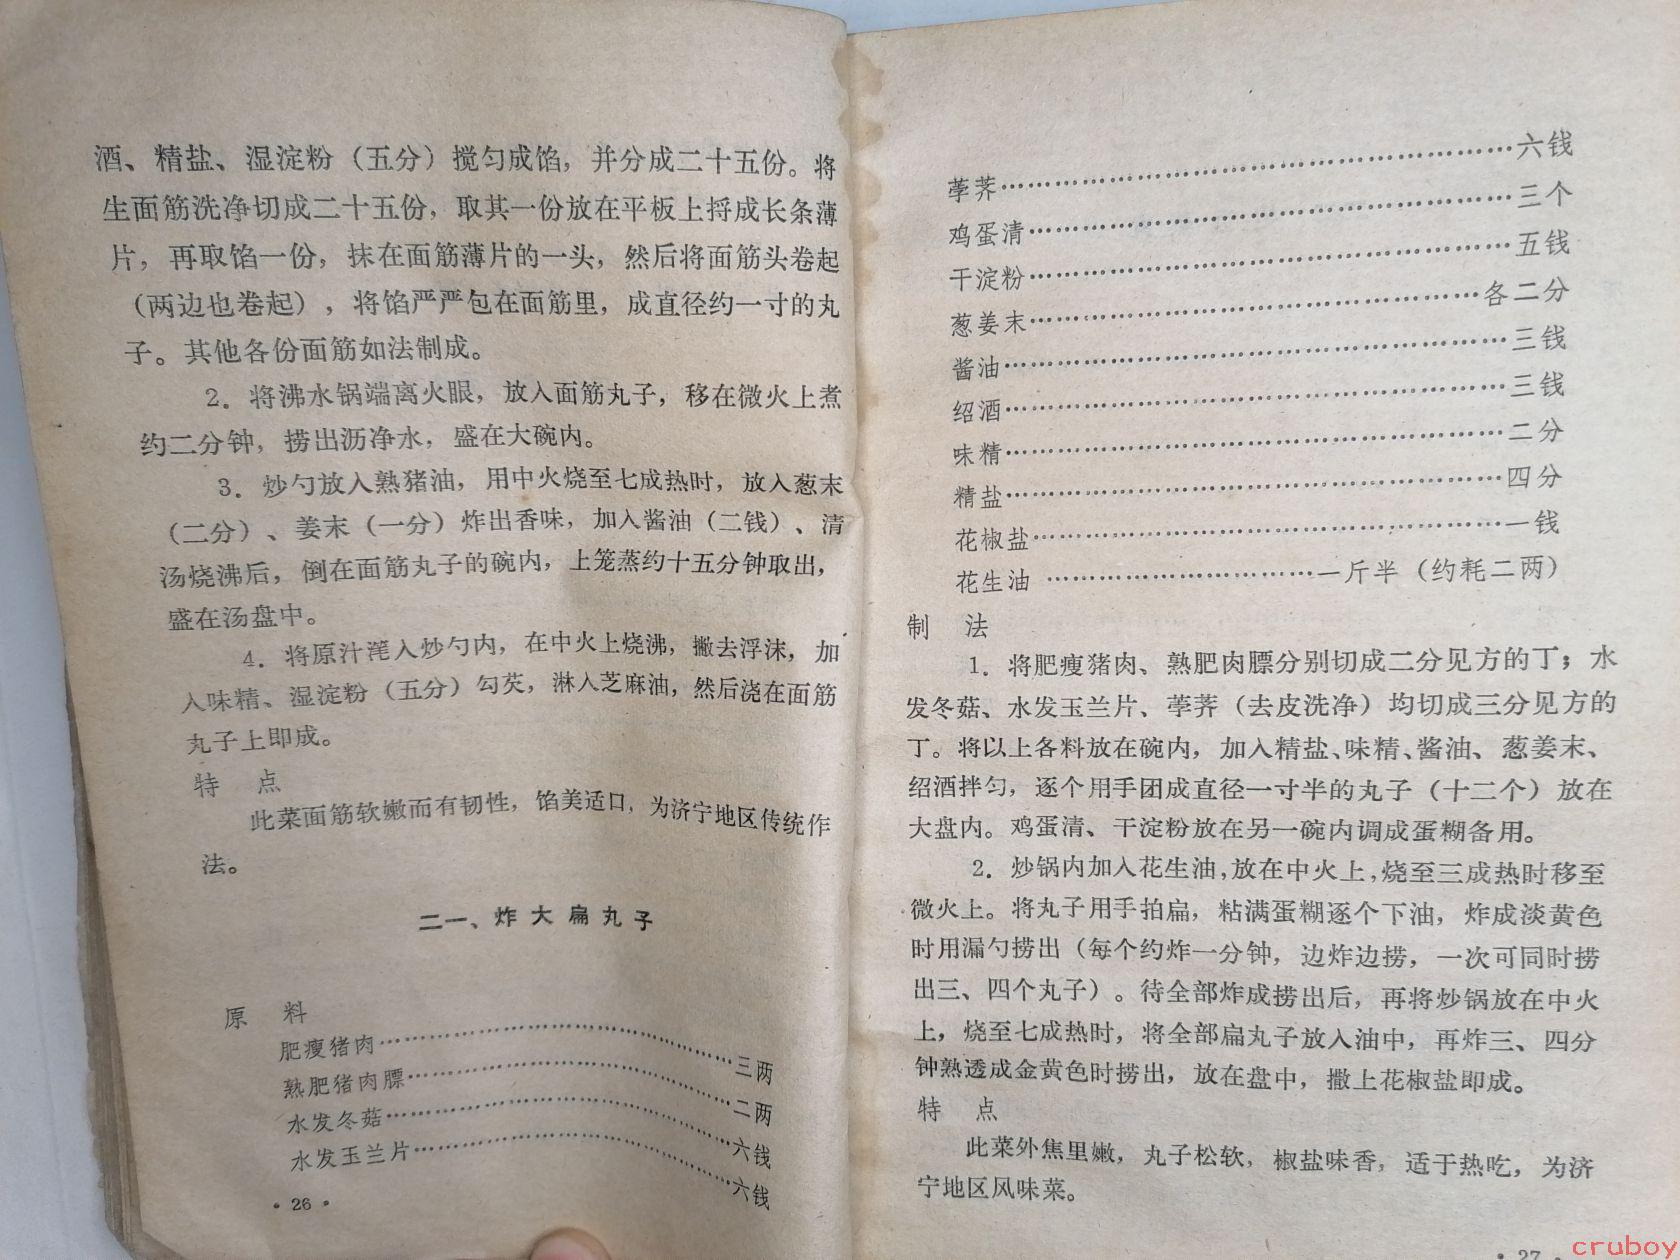 酒、精盐、湿淀粉（五分）搅匀成馅，并分成二十五份。将
生面筋洗净切成二十五份，取其一份放在平板上捋成长条薄
片，再取馅一份，抹在面筋薄片的一头，然后将面筋头卷起
（两边也卷起），将馅严严包在面筋里，成直径约一寸的丸
子。其他各份面筋如法制成。
2．将沸水锅端离火眼，放入面筋丸子，移在微火上煮
约二分钟，捞出沥净水，盛在大碗内。
3．炒勺放入熟猪油，用中火烧至七成热时，放入葱末
（二分）、姜末（一分）炸出香味，加入酱油（二钱）、清
汤烧沸后，倒在面筋丸子的碗内，上笼蒸约十五分钟取出，
盛在汤盘中。
4．将原汁滗入炒勺内，在中火上烧沸，撇去浮沫，加
入味精、湿淀粉（五分）勾芡，淋入芝麻油，然后浇在面筋
丸子上即成。
特 点
此菜面筋软嫩而有韧性，馅美适口，为济宁地区传统作
法。
二一、炸大扁丸子
原 料
肥瘦猪肉……………………………………三两
熟肥猪肉膘…………………………………二两
水发冬菇……………………………………六钱
水发玉兰片…………………………………六钱
·26·
荸荠…………………………………………六钱
鸡蛋清………………………………………三个
干淀粉………………………………………五钱
葱姜末……………………………………各二分
酱油…………………………………………三钱
绍酒…………………………………………三钱
味精…………………………………………二分
精盐…………………………………………四分
花椒盐………………………………………一钱
花生油…………………………一斤半（约耗二两）
制 法
1．将肥瘦猪肉、熟肥肉膘分别切成二分见方的丁；水
发冬菇、水发玉兰片、荸荠（去皮洗净）均切成三分见方的
丁。将以上各料放在碗内，加入精盐、味精、酱油、葱姜末、
绍酒拌匀，逐个用手团成直径一寸半的丸子（十二个）放在
大盘内。鸡蛋清、干淀粉放在另一碗内调成蛋糊备用。
2．炒锅内加入花生油，放在中火上，烧至三成热时移至
微火上。将丸子用手拍扁，粘满蛋糊逐个下油，炸成淡黄色
时用漏勺捞出（每个约炸一分钟，边炸边捞，一次可同时捞
出三、四个丸子）。待全部炸成捞出后，再将炒锅放在中火
上，烧至七成热时，将全部扁丸子放入油中，再炸三、四分
钟熟透成金黄色时捞出，放在盘中，撒上花椒盐即成。
特 点
此菜外焦里嫩，丸子松软，椒盐味香，适于热吃，为济
宁地区风味菜。
·27·
cruboy